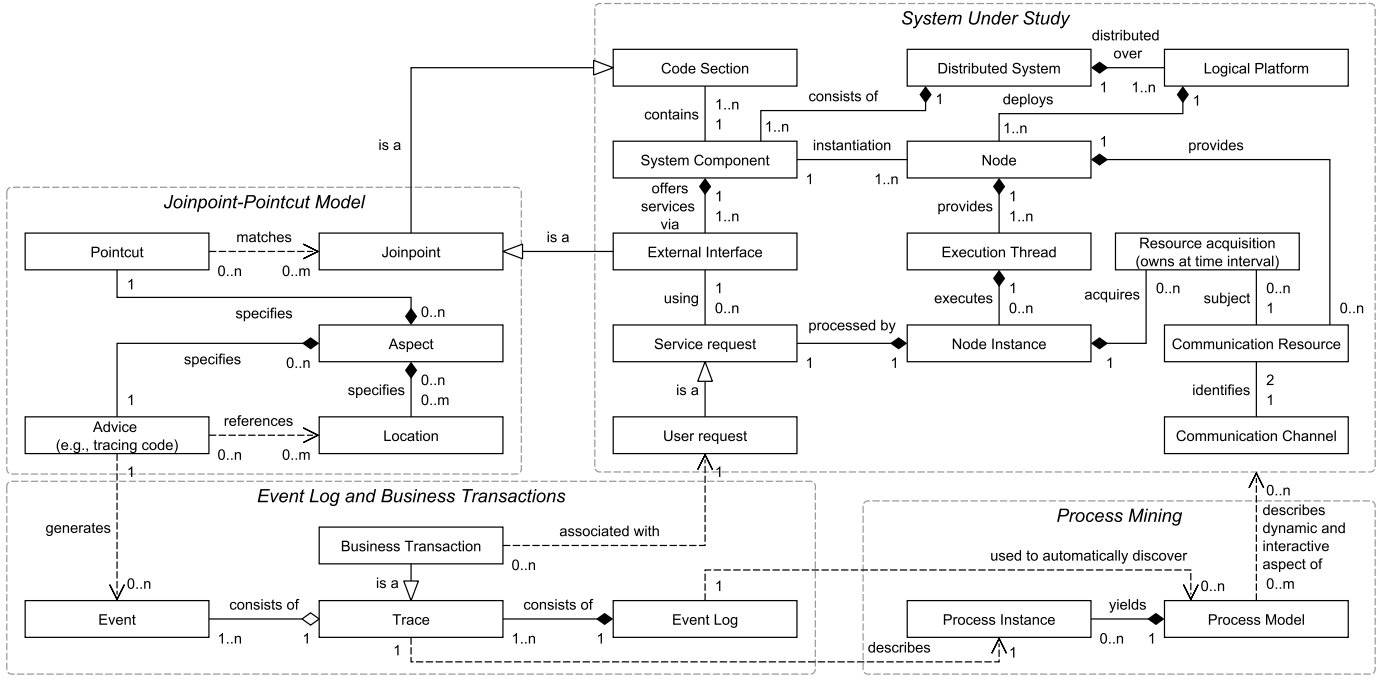 System Under Study
Code Section
Distributed System
distributed
over
1
1..n
Logical Platform
contains
1..n
1
consists of
1
1..n
deploys
1
1..n
is a
System Component
instantiation
1
1..n
Node
1
provides
offers
services
via
1
1..n
provides
1
1..n
Joinpoint-Pointcut Model
Pointcut
matches
0..n
0..m
Joinpoint
is a
External Interface
Execution Thread
Resource acquisition
(owns at time interval)
1
specifies
0..n
using
1
0..n
executes
1
0..n
acquires
0..n
subject
0..n
1
0..n
specifies
0..n
Aspect
Service request
processed by
1
1
Node Instance
1
Communication Resource
1
specifies
0..n
0..m
is a
identifies
2
1
Advice
(e.g., tracing code)
references
0..n
0..m
Location
User request
Communication Channel
1
1
Event Log and Business Transactions
0..n
Process Mining
describes
dynamic and
interactive
aspect of
0..m
generates
0..n
Business Transaction
associated with
0..n
used to automatically discover
1
0..n
is a
Event
consists of
1..n
1
Trace
consists of
1..n
1
Event Log
Process Instance
yields
0..n
1
Process Model
1
describes
1